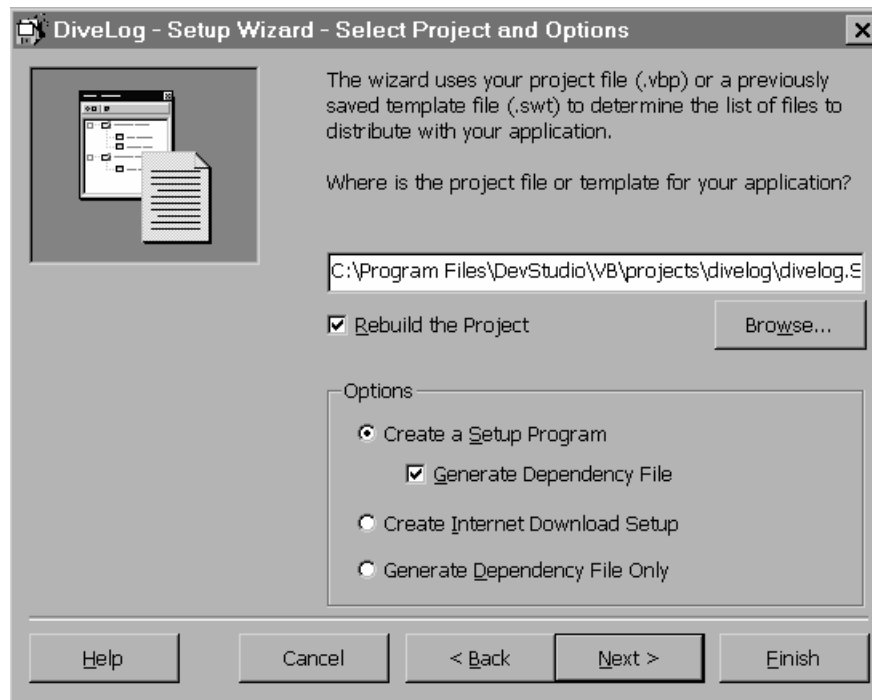 DiveLog - Setup Wizard - Select Project and Options
The wizard uses your project file (.vbp) or a previously
saved template file (.swt) to determine the list of files to
distribute with your application.
Where is the project file or template for your application?
C:\Program Files\DevStudio\VB\projects\divelog\divelog.S
Rebuild the Project
Browse...
Options
Create a Setup Program
Generate Dependency File
Create Internet Download Setup
Generate Dependency File Only
Help
Cancel
< Back
Next >
Finish